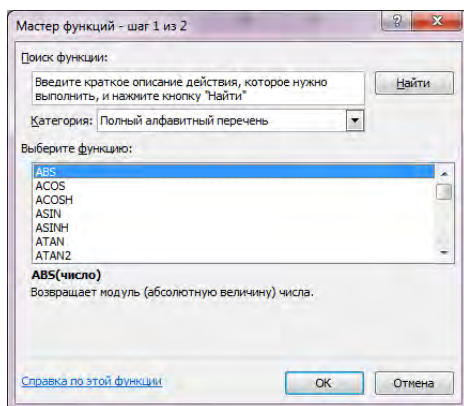 Мастер функций - шаг 1 из 2
Поиск функции:
Введите краткое описание действия, которое нужно
выполнить, и нажмите кнопку "Найти"
Найти
Категория: Полный алфавитный перечень
Выберите функцию:
ABS
ACOS
ACOSH
ASIN
ASINH
ATAN
ATAN2
ABS(число)
Возвращает модуль (абсолютную величину) числа.
Справка по этой функции
ОК
Отмена